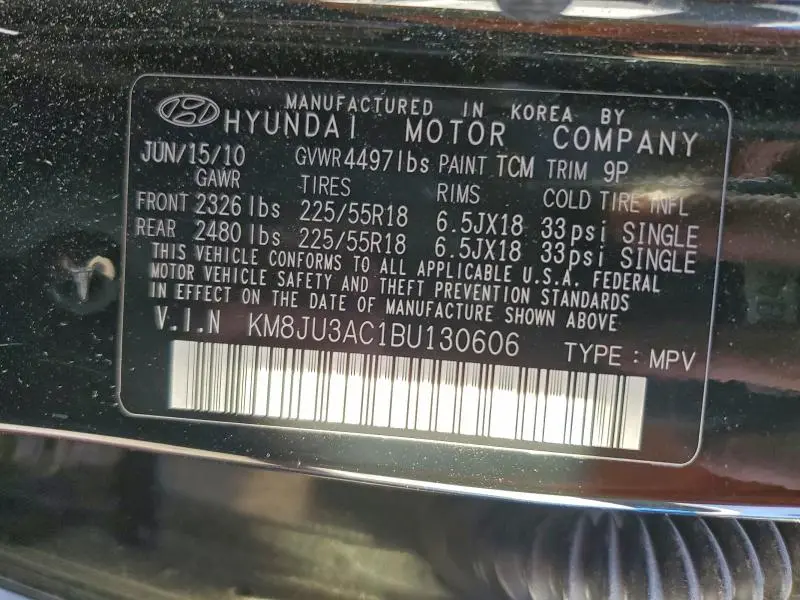 MANUFACTURED IN KOREA BY
HYUNDAI MOTOR COMPANY
JUN/15/10 GVWR 4497lbs PAINT TCM TRIM 9P
GAWR TIRES RIMS COLD TIRE INFL
FRONT 2326 lbs 225/55R18 6.5JX18 33psi SINGLE
REAR 2480 lbs 225/55R18 6.5JX18 33psi SINGLE
THIS VEHICLE CONFORMS TO ALL APPLICABLE U.S.A. FEDERAL
MOTOR VEHICLE SAFETY AND THEFT PREVENTION STANDARDS
IN EFFECT ON THE DATE OF MANUFACTURE SHOWN ABOVE
V.I.N KM8JU3AC1BU130606 TYPE : MPV